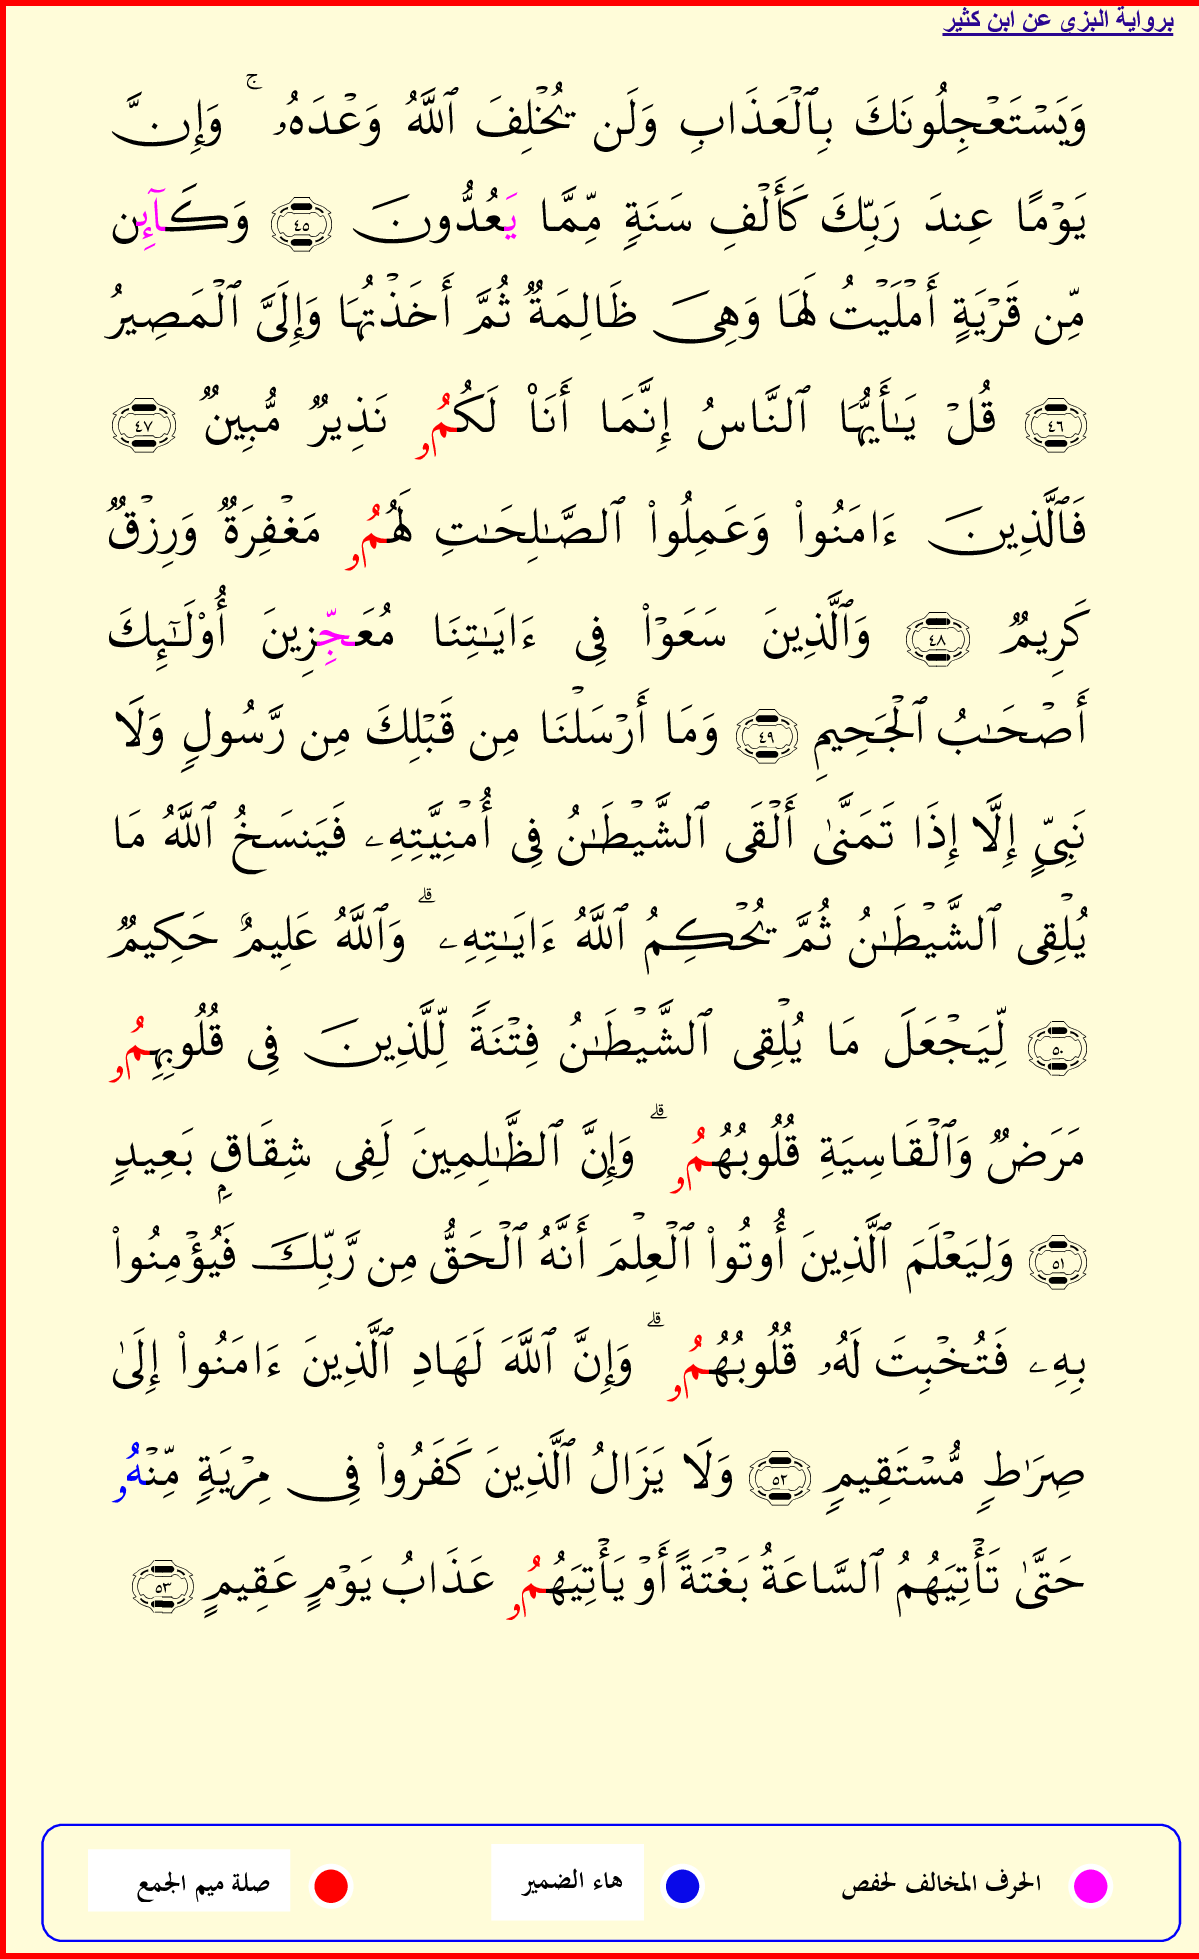 برواية البزى عن ابن كثير
وَيَسۡتَعۡجِلُونَكَ بِٱلۡعَذَابِ وَلَن يُخۡلِفَ ٱللَّهُ وَعۡدَهُۥ ۚ وَإِنَّ
يَوۡمًا عِندَ رَبِّكَ كَأَلۡفِ سَنَةٖ مِّمَّا يَعُدُّونَ ٤٥ وَكَآئِن
مِّن قَرۡيَةٍ أَمۡلَيۡتُ لَهَا وَهِيَ ظَالِمَةٞ ثُمَّ أَخَذۡتُهَا وَإِلَيَّ ٱلۡمَصِيرُ
٤٦ قُلۡ يَـٰٓأَيُّهَا ٱلنَّاسُ إِنَّمَا أَنَا۠ لَكُمُۥ نَذِيرٞ مُّبِينٞ ٤٧
فَٱلَّذِينَ ءَامَنُواْ وَعَمِلُواْ ٱلصَّـٰلِحَـٰتِ لَهُمُۥ مَغۡفِرَةٞ وَرِزۡقٞ
كَرِيمٞ ٤٨ وَٱلَّذِينَ سَعَوۡاْ فِى ءَايَـٰتِنَا مُعَجِّزِينَ أُوْلَـٰٓئِكَ
أَصۡحَـٰبُ ٱلۡجَحِيمِ ٤٩ وَمَا أَرۡسَلۡنَا مِن قَبۡلِكَ مِن رَّسُولٖ وَلَا
نَبِىٍّ إِلَّا إِذَا تَمَنَّىٰ أَلۡقَى ٱلشَّيۡطَـٰنُ فِى أُمۡنِيَّتِهِۦ فَيَنسَخُ ٱللَّهُ مَا
يُلۡقِى ٱلشَّيۡطَـٰنُ ثُمَّ يُحۡكِمُ ٱللَّهُ ءَايَـٰتِهِۦ ۗ وَٱللَّهُ عَلِيمٌ حَكِيمٞ
٥٠ لِّيَجۡعَلَ مَا يُلۡقِى ٱلشَّيۡطَـٰنُ فِتۡنَةٗ لِّلَّذِينَ فِى قُلُوبِهِمُۥ
مَرَضٞ وَٱلۡقَاسِيَةِ قُلُوبُهُمُۥ ۗ وَإِنَّ ٱلظَّـٰلِمِينَ لَفِى شِقَاقِۭ بَعِيدٖ
٥١ وَلِيَعۡلَمَ ٱلَّذِينَ أُوتُواْ ٱلۡعِلۡمَ أَنَّهُ ٱلۡحَقُّ مِن رَّبِّكَ فَيُؤۡمِنُواْ
بِهِۦ فَتُخۡبِتَ لَهُۥ قُلُوبُهُمُۥ ۗ وَإِنَّ ٱللَّهَ لَهَادِ ٱلَّذِينَ ءَامَنُواْ إِلَىٰ
صِرَٰطٖ مُّسۡتَقِيمٖ ٥٢ وَلَا يَزَالُ ٱلَّذِينَ كَفَرُواْ فِى مِرۡيَةٖ مِّنۡهُۥ
حَتَّىٰ تَأۡتِيَهُمُ ٱلسَّاعَةُ بَغۡتَةً أَوۡ يَأۡتِيَهُمُۥ عَذَابُ يَوۡمٍ عَقِيمٍ ٥٣
الحرف المخالف لحفص هاء الضمير صلة ميم الجمع